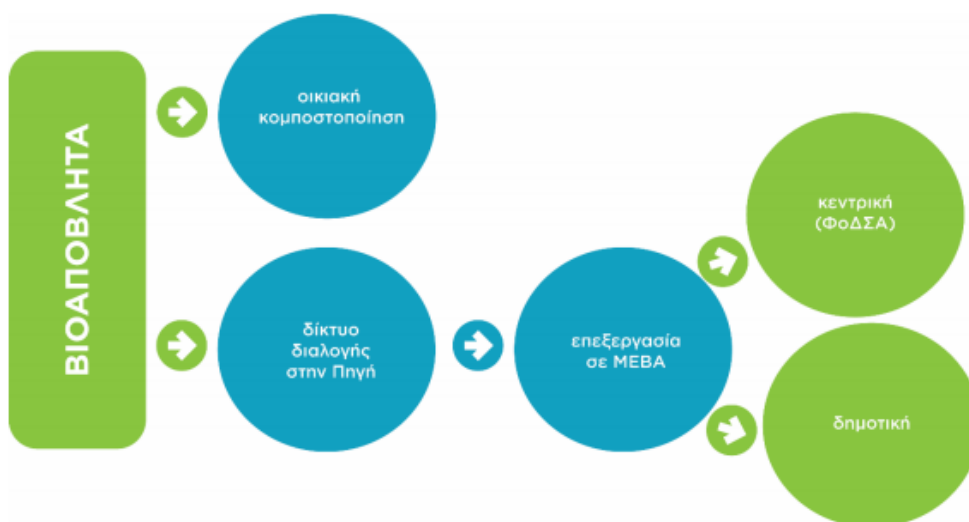 ΒΙΟΑΠΟΒΛΗΤΑ
οικιακή
κομποστοποίηση
δίκτυο
διαλογής
στην Πηγή
επεξεργασία
σε ΜΕΒΑ
κεντρική
(ΦοΔΣΑ)
δημοτική